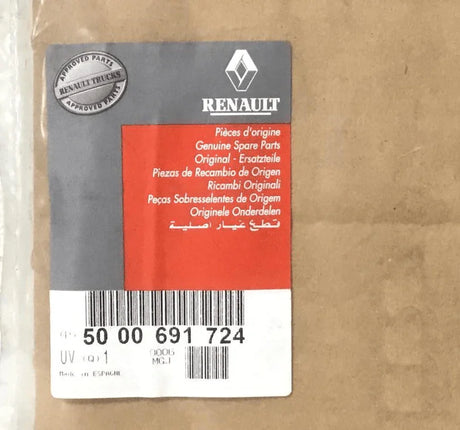 APPROVED PARTS
RENAULT TRUCKS
APPROVED PARTS
RENAULT
Pièces d'origine
Genuine Spare Parts
Original - Ersatzteile
Piezas de Recambio de Origen
Ricambi Originali
Peças Sobresselentes de Origem
Originele Onderdelen
قطع غيار اصلية
50 00 691 724
UV (Q) 1
9006
MGJ
Made in ESPAGNE